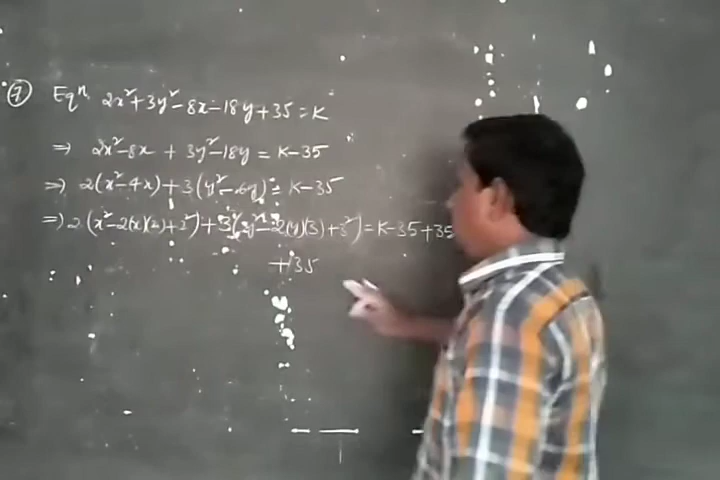 ⑦ Eqⁿ. 2x²+3y²-8x-18y+35=K
⇒ 2x²-8x + 3y²-18y = K-35
⇒ 2(x²-4x)+3(y²-6y) = K-35
⇒ 2(x²-2(x)(2)+2²)+3(y²-2(y)(3)+3²)=K-35+35
+35